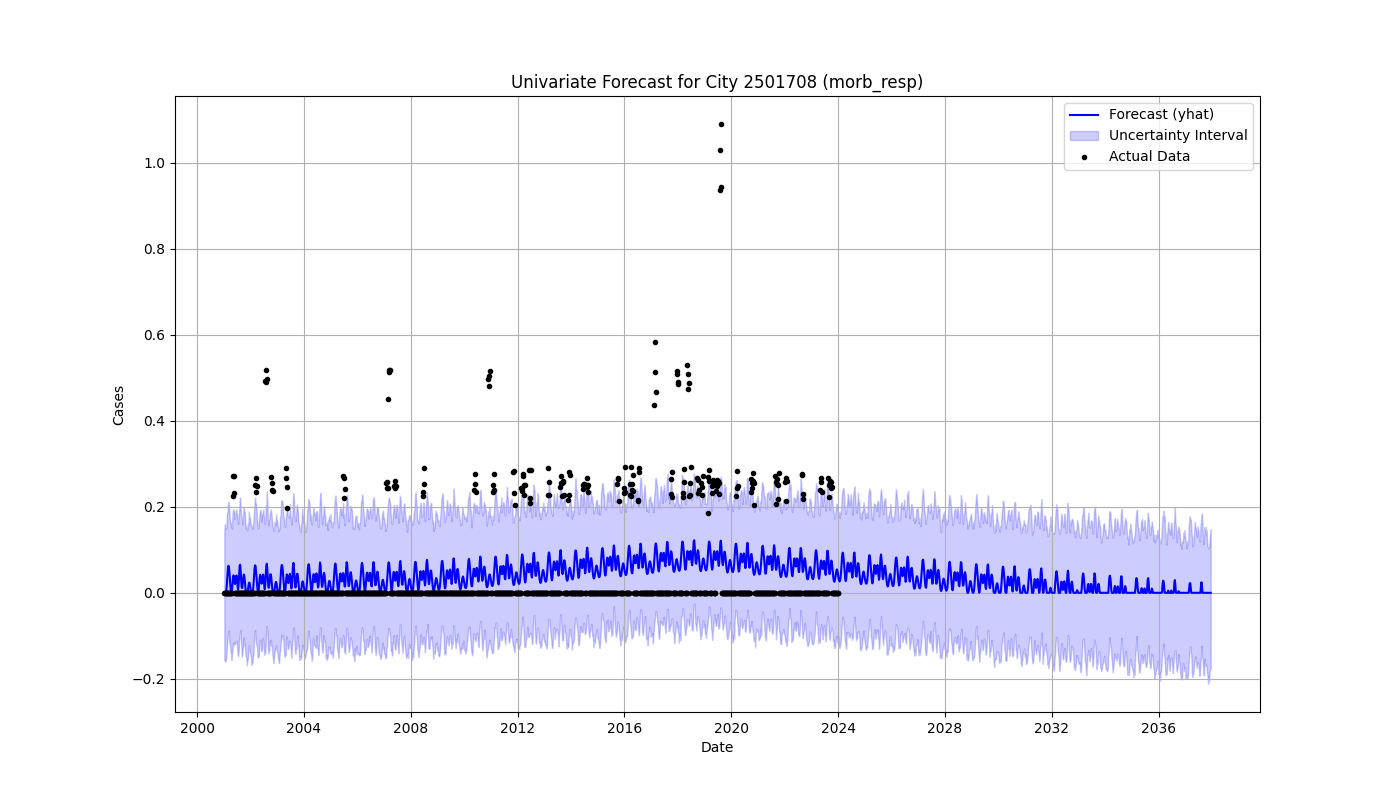 Univariate Forecast for City 2501708 (morb_resp)
Forecast (yhat)
Uncertainty Interval
Actual Data
Cases
1.0
0.8
0.6
0.4
0.2
0.0
−0.2
2000 2004 2008 2012 2016 2020 2024 2028 2032 2036
Date